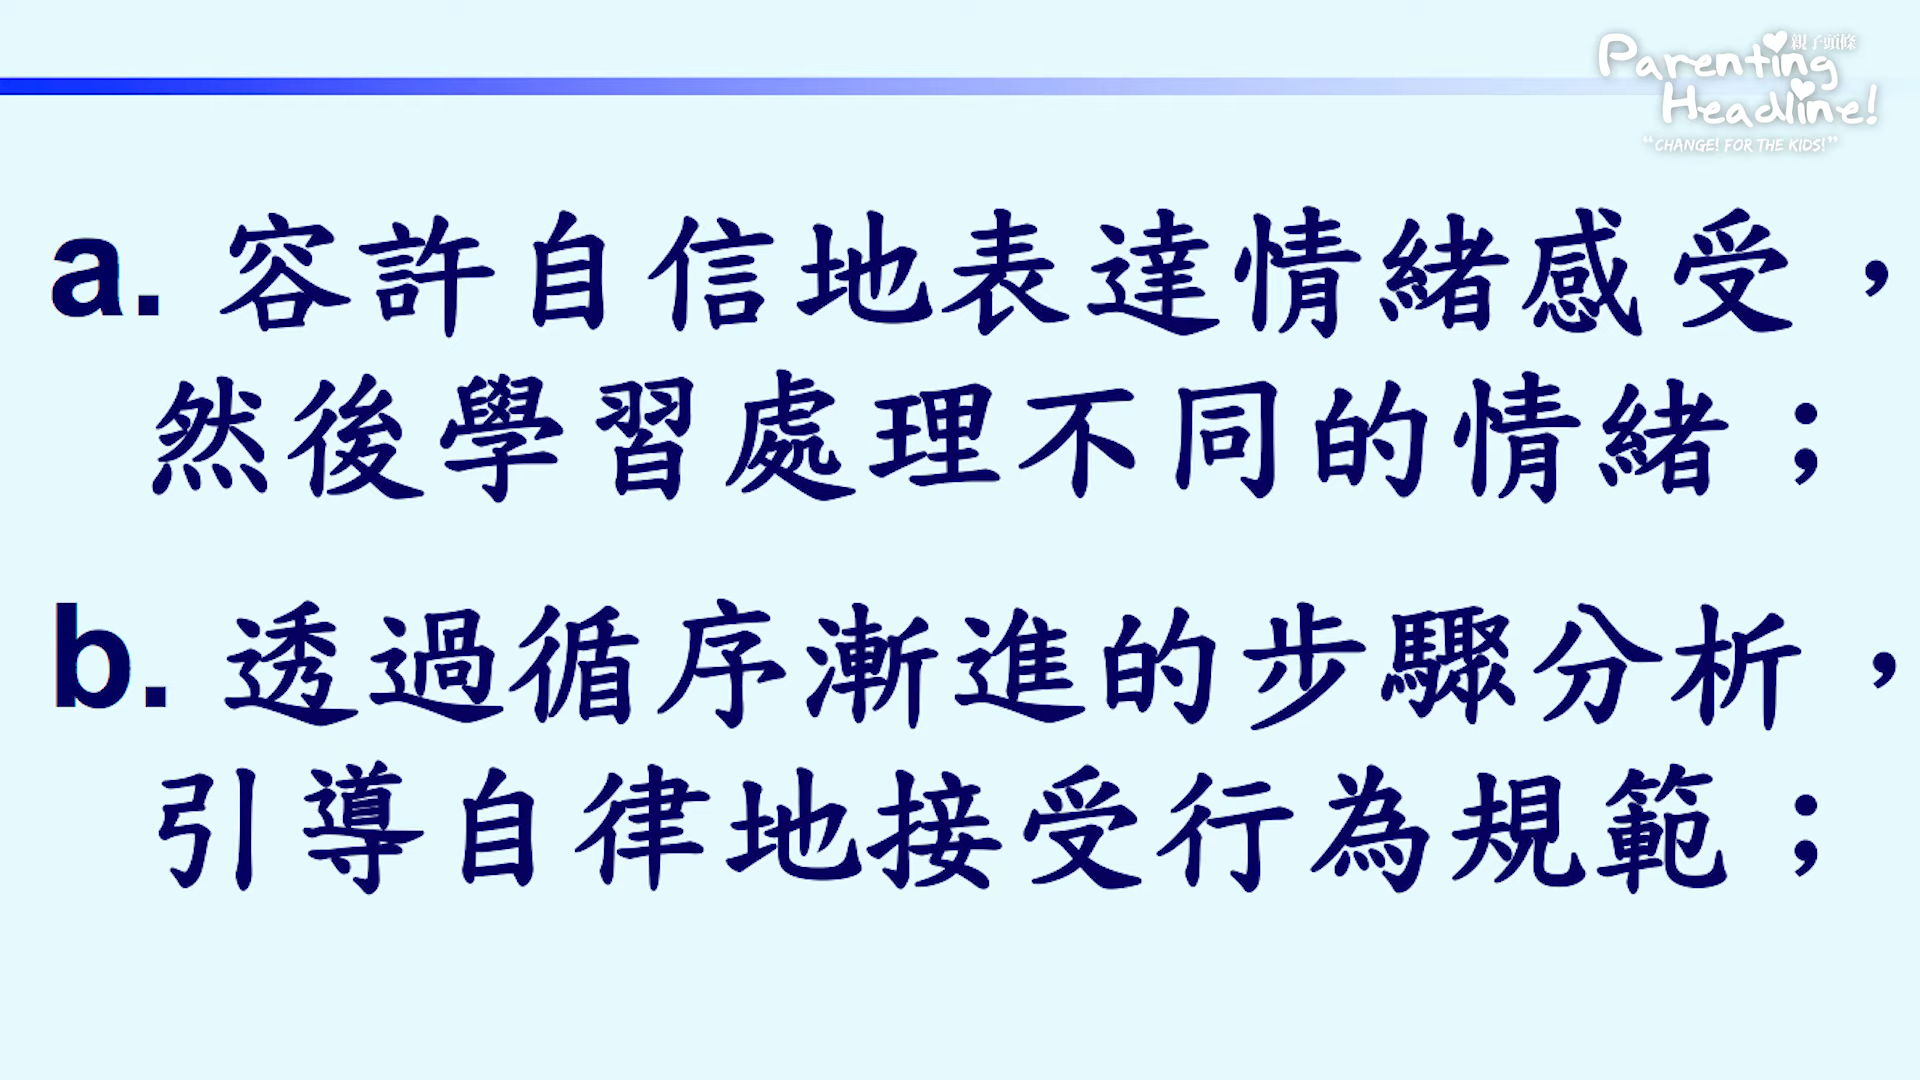 親子頭條
Parenting
Headline!
"CHANGE! FOR THE KIDS!"
a. 容許自信地表達情緒感受，
然後學習處理不同的情緒；
b. 透過循序漸進的步驟分析，
引導自律地接受行為規範；